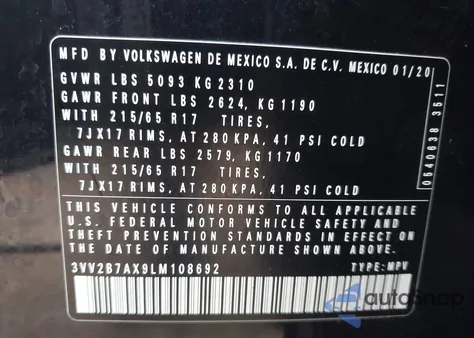 MFD BY VOLKSWAGEN DE MEXICO S.A. DE C.V. MEXICO 01/20
GVWR LBS 5093 KG 2310
GAWR FRONT LBS 2624, KG 1190
WITH 215/65 R17 TIRES,
7JX17 RIMS, AT 280 KPA, 41 PSI COLD
GAWR REAR LBS 2579, KG 1170
WITH 215/65 R17 TIRES,
7JX17 RIMS, AT 280 KPA, 41 PSI COLD
THIS VEHICLE CONFORMS TO ALL APPLICABLE
U.S. FEDERAL MOTOR VEHICLE SAFETY AND
THEFT PREVENTION STANDARDS IN EFFECT ON
THE DATE OF MANUFACTURE SHOWN ABOVE
3VV2B7AX9LM108692 TYPE: MPV
0640838 3511
autoSnap